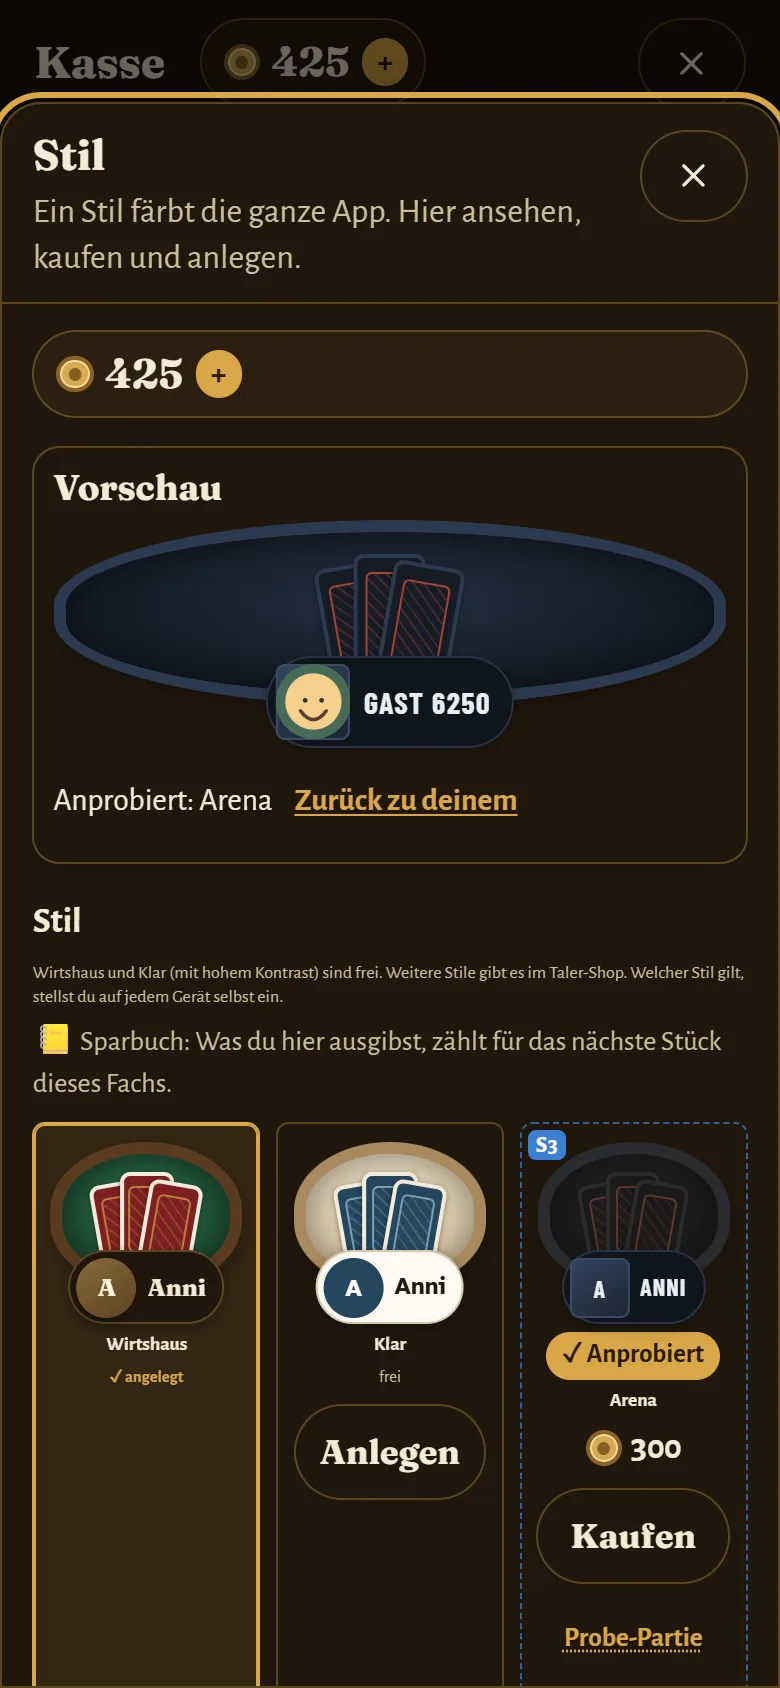 Kasse 425 +
Stil
Ein Stil färbt die ganze App. Hier ansehen,
kaufen und anlegen.
425 +
Vorschau
GAST 6250
Anprobiert: Arena Zurück zu deinem
Stil
Wirtshaus und Klar (mit hohem Kontrast) sind frei. Weitere Stile gibt es im Taler-Shop. Welcher Stil gilt,
stellst du auf jedem Gerät selbst ein.
Sparbuch: Was du hier ausgibst, zählt für das nächste Stück
dieses Fachs.
A Anni
Wirtshaus
✓ angelegt
A Anni
Klar
frei
Anlegen
S3
A ANNI
✓ Anprobiert
Arena
300
Kaufen
Probe-Partie